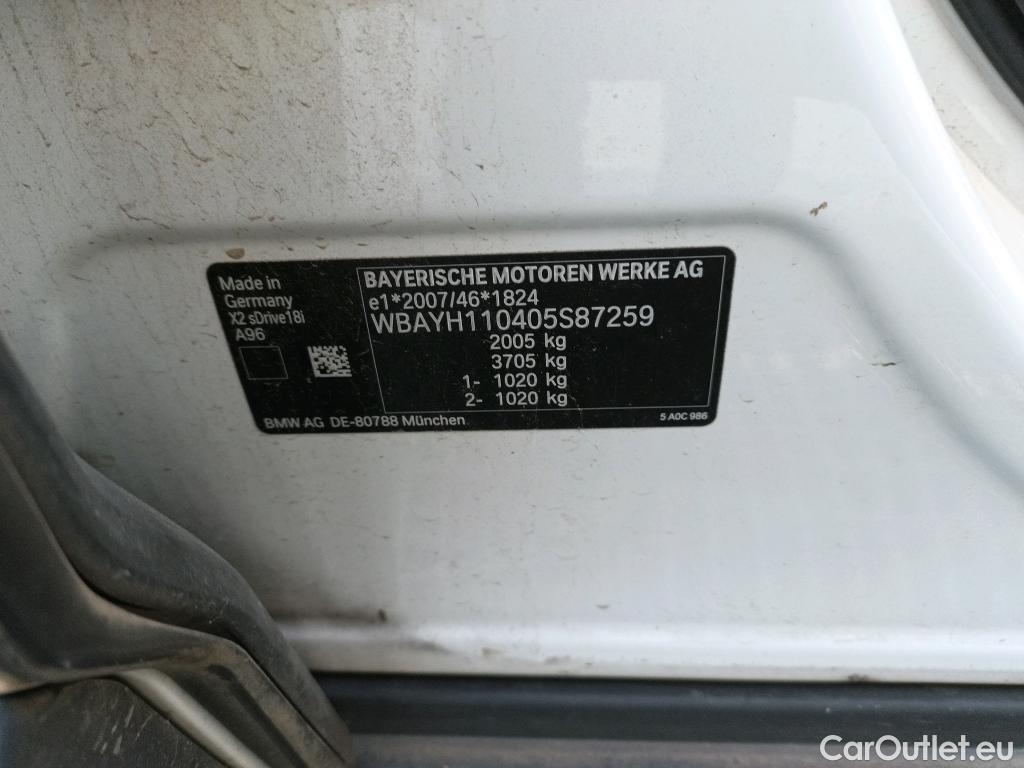 Made in
Germany
X2 sDrive18i
A96
BAYERISCHE MOTOREN WERKE AG
e1*2007/46*1824
WBAYH110405S87259
2005 kg
3705 kg
1- 1020 kg
2- 1020 kg
BMW AG DE-80788 München
5 A0C 986
CarOutlet.eu